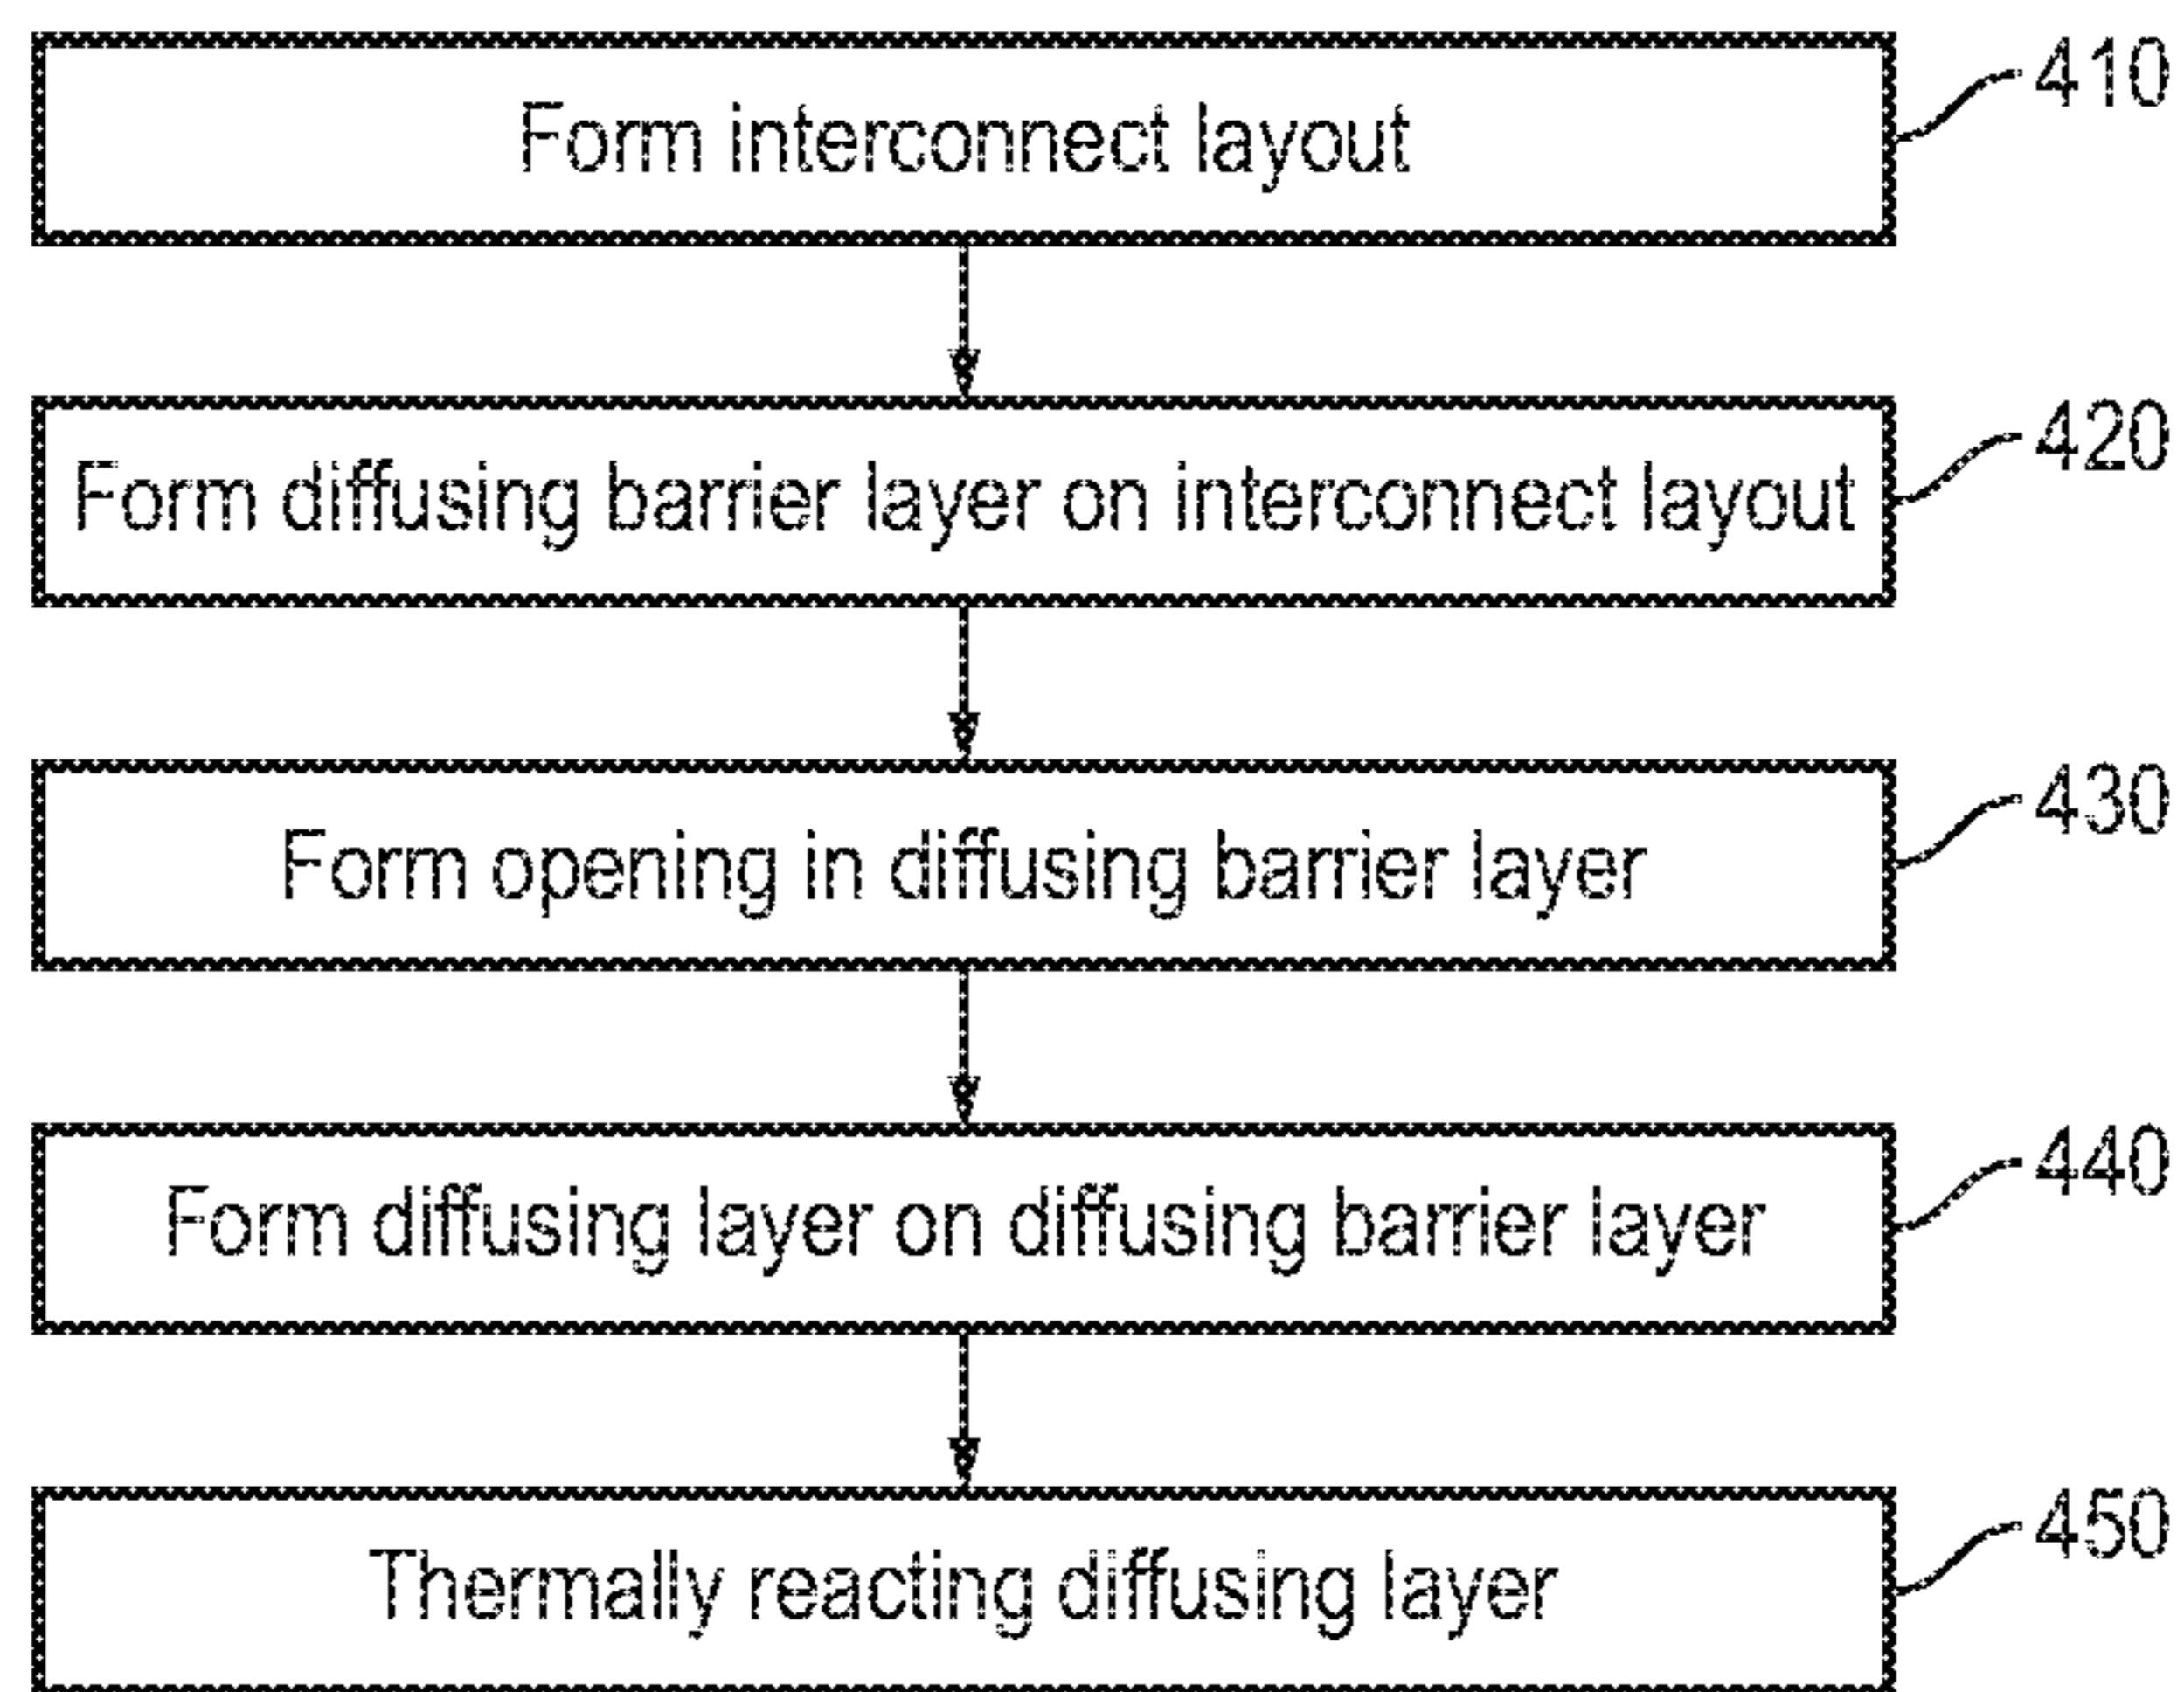 Form interconnect layout
410
Form diffusing barrier layer on interconnect layout
420
Form opening in diffusing barrier layer
430
Form diffusing layer on diffusing barrier layer
440
Thermally reacting diffusing layer
450